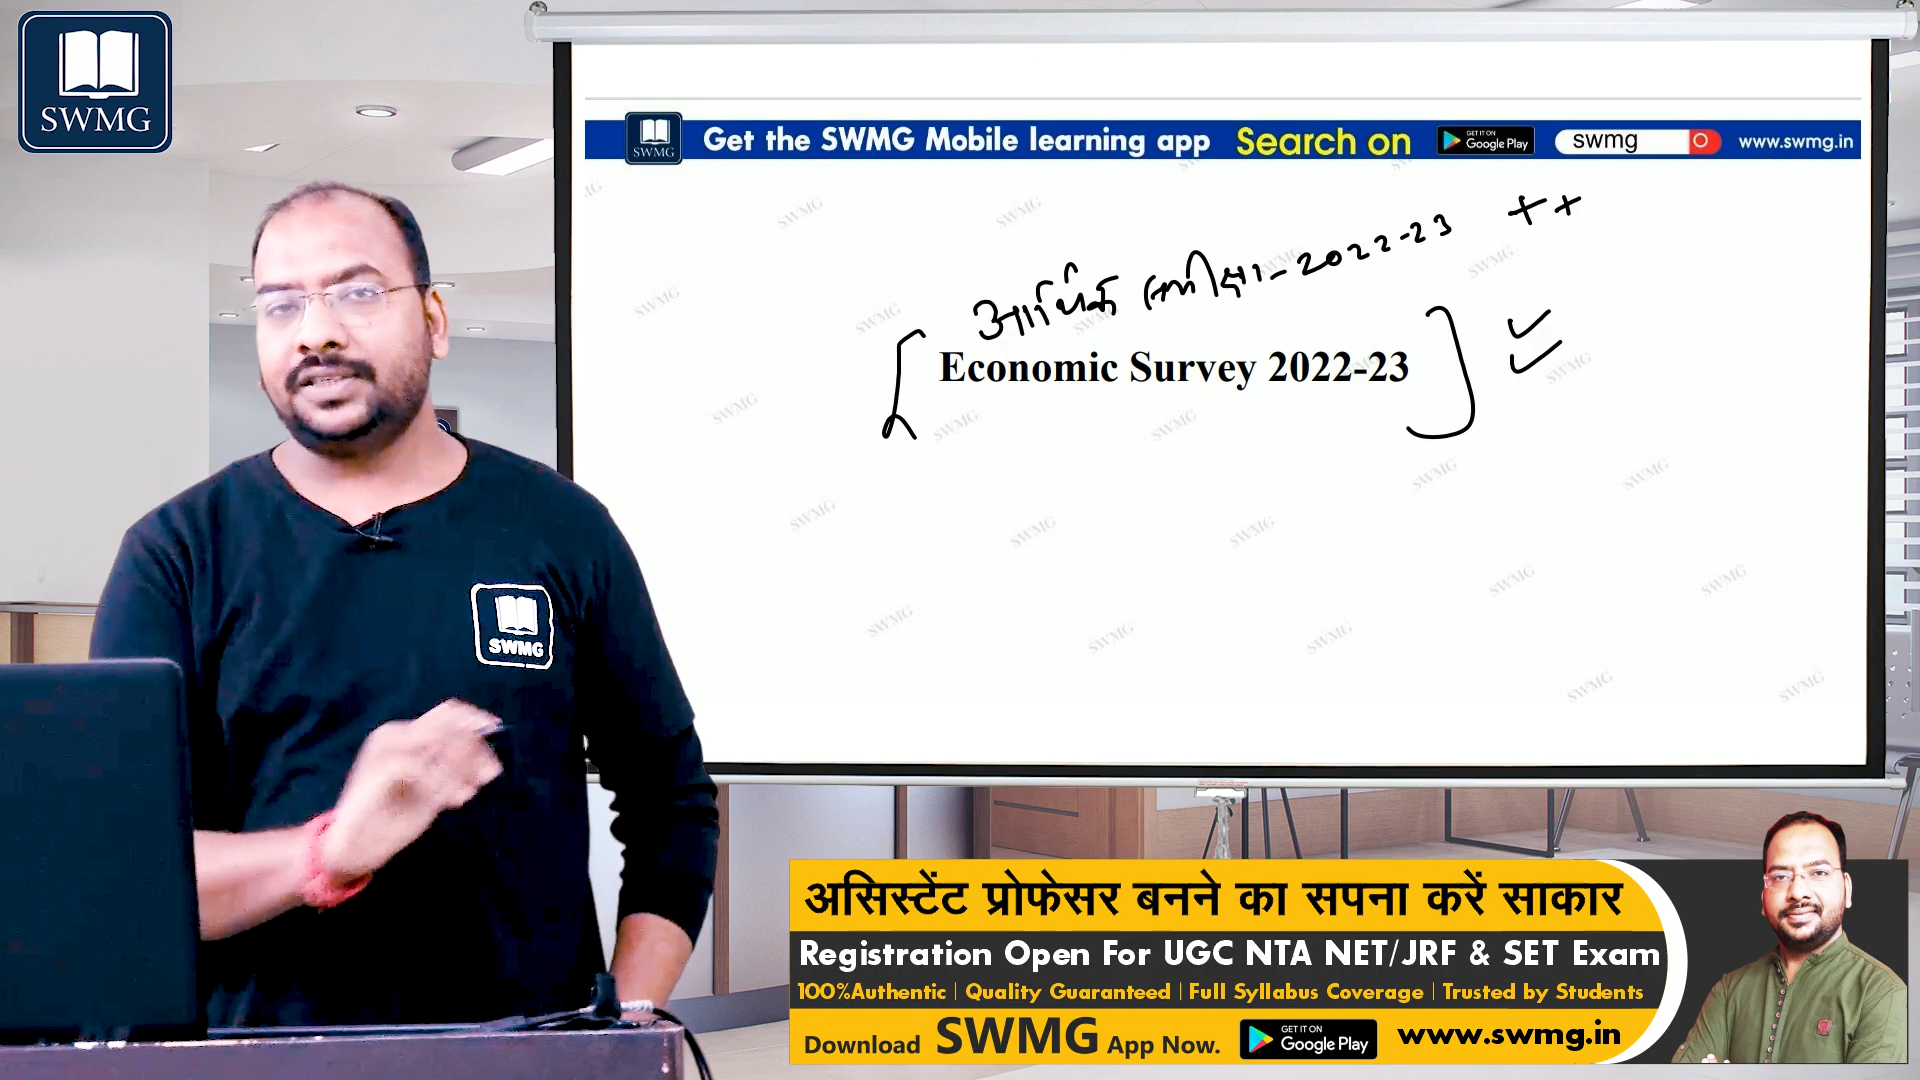 SWMG
SWMG
Get the SWMG Mobile learning app Search on GET IT ON Google Play swmg www.swmg.in
आर्थिक समीक्षा - 2022-23 ++
Economic Survey 2022-23
SWMG
असिस्टेंट प्रोफेसर बनने का सपना करें साकार
Registration Open For UGC NTA NET/JRF & SET Exam
100%Authentic | Quality Guaranteed | Full Syllabus Coverage | Trusted by Students
Download SWMG App Now. GET IT ON Google Play www.swmg.in